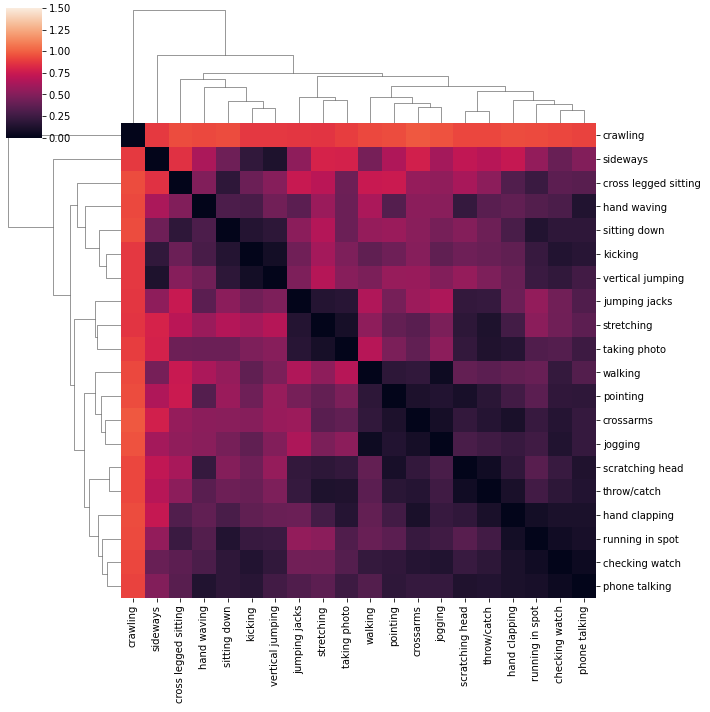 1.50
1.25
1.00
0.75
0.50
0.25
0.00
crawling
sideways
cross legged sitting
hand waving
sitting down
kicking
vertical jumping
jumping jacks
stretching
taking photo
walking
pointing
crossarms
jogging
scratching head
throw/catch
hand clapping
running in spot
checking watch
phone talking
crawling
sideways
cross legged sitting
hand waving
sitting down
kicking
vertical jumping
jumping jacks
stretching
taking photo
walking
pointing
crossarms
jogging
scratching head
throw/catch
hand clapping
running in spot
checking watch
phone talking